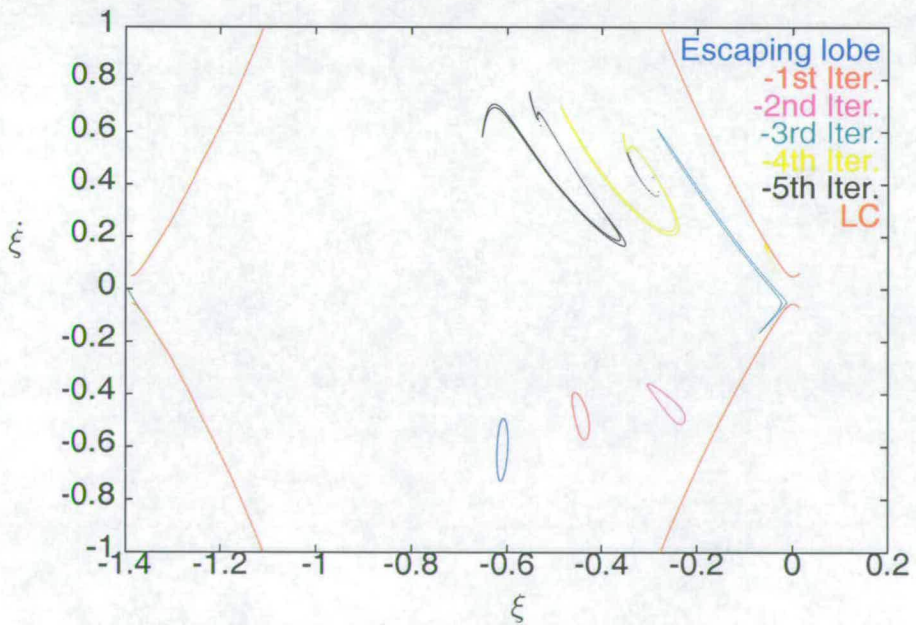 1
0.8
0.6
0.4
0.2
0
-0.2
-0.4
-0.6
-0.8
-1
ξ̇
Escaping lobe
-1st Iter.
-2nd Iter.
-3rd Iter.
-4th Iter.
-5th Iter.
LC
-1.4 -1.2 -1 -0.8 -0.6 -0.4 -0.2 0 0.2
ξ